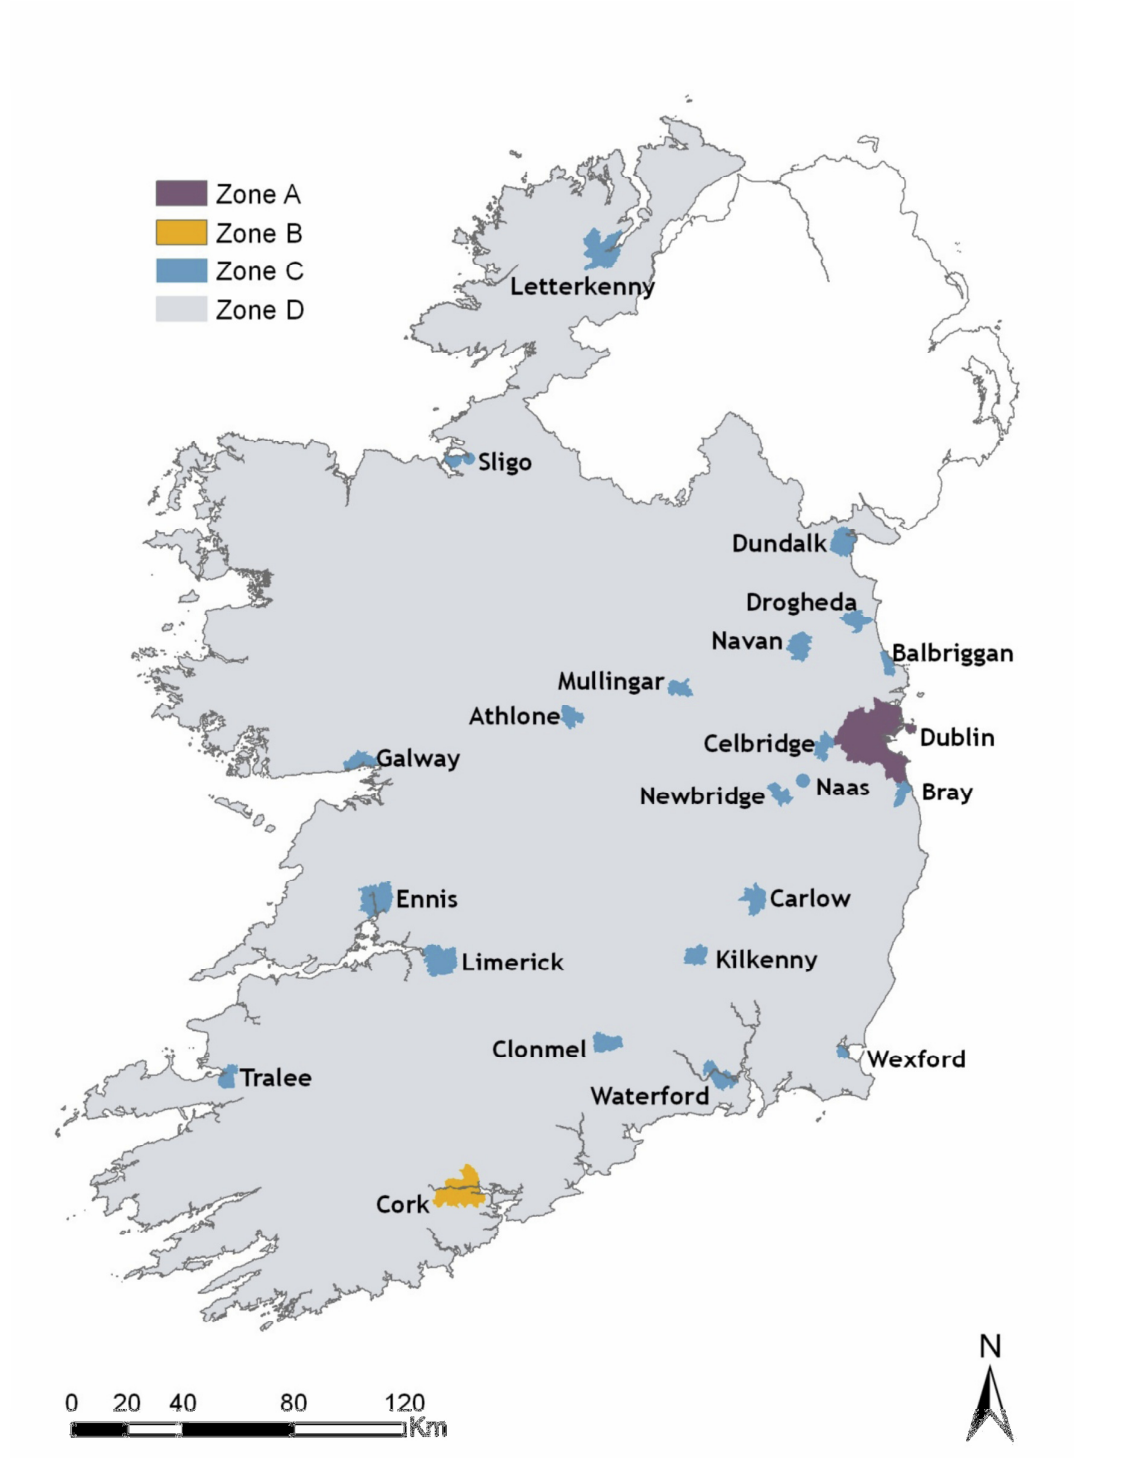 Zone A
Zone B
Zone C
Zone D
Letterkenny
Sligo
Dundalk
Drogheda
Navan
Balbriggan
Mullingar
Athlone
Dublin
Celbridge
Galway
Naas
Bray
Newbridge
Ennis
Carlow
Kilkenny
Limerick
Clonmel
Wexford
Tralee
Waterford
Cork
N
0 20 40 80 120
Km